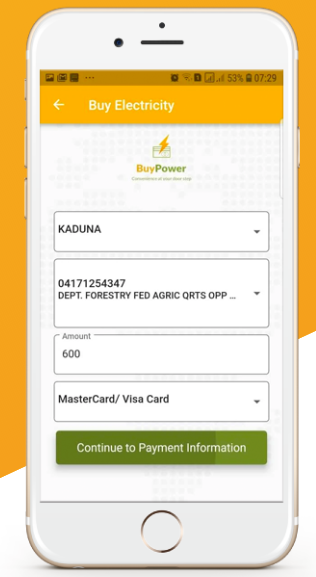 53% 07:29
Buy Electricity
BuyPower
Convenience at your door step
KADUNA
04171254347
DEPT. FORESTRY FED AGRIC QRTS OPP ...
Amount
600
MasterCard/ Visa Card
Continue to Payment Information